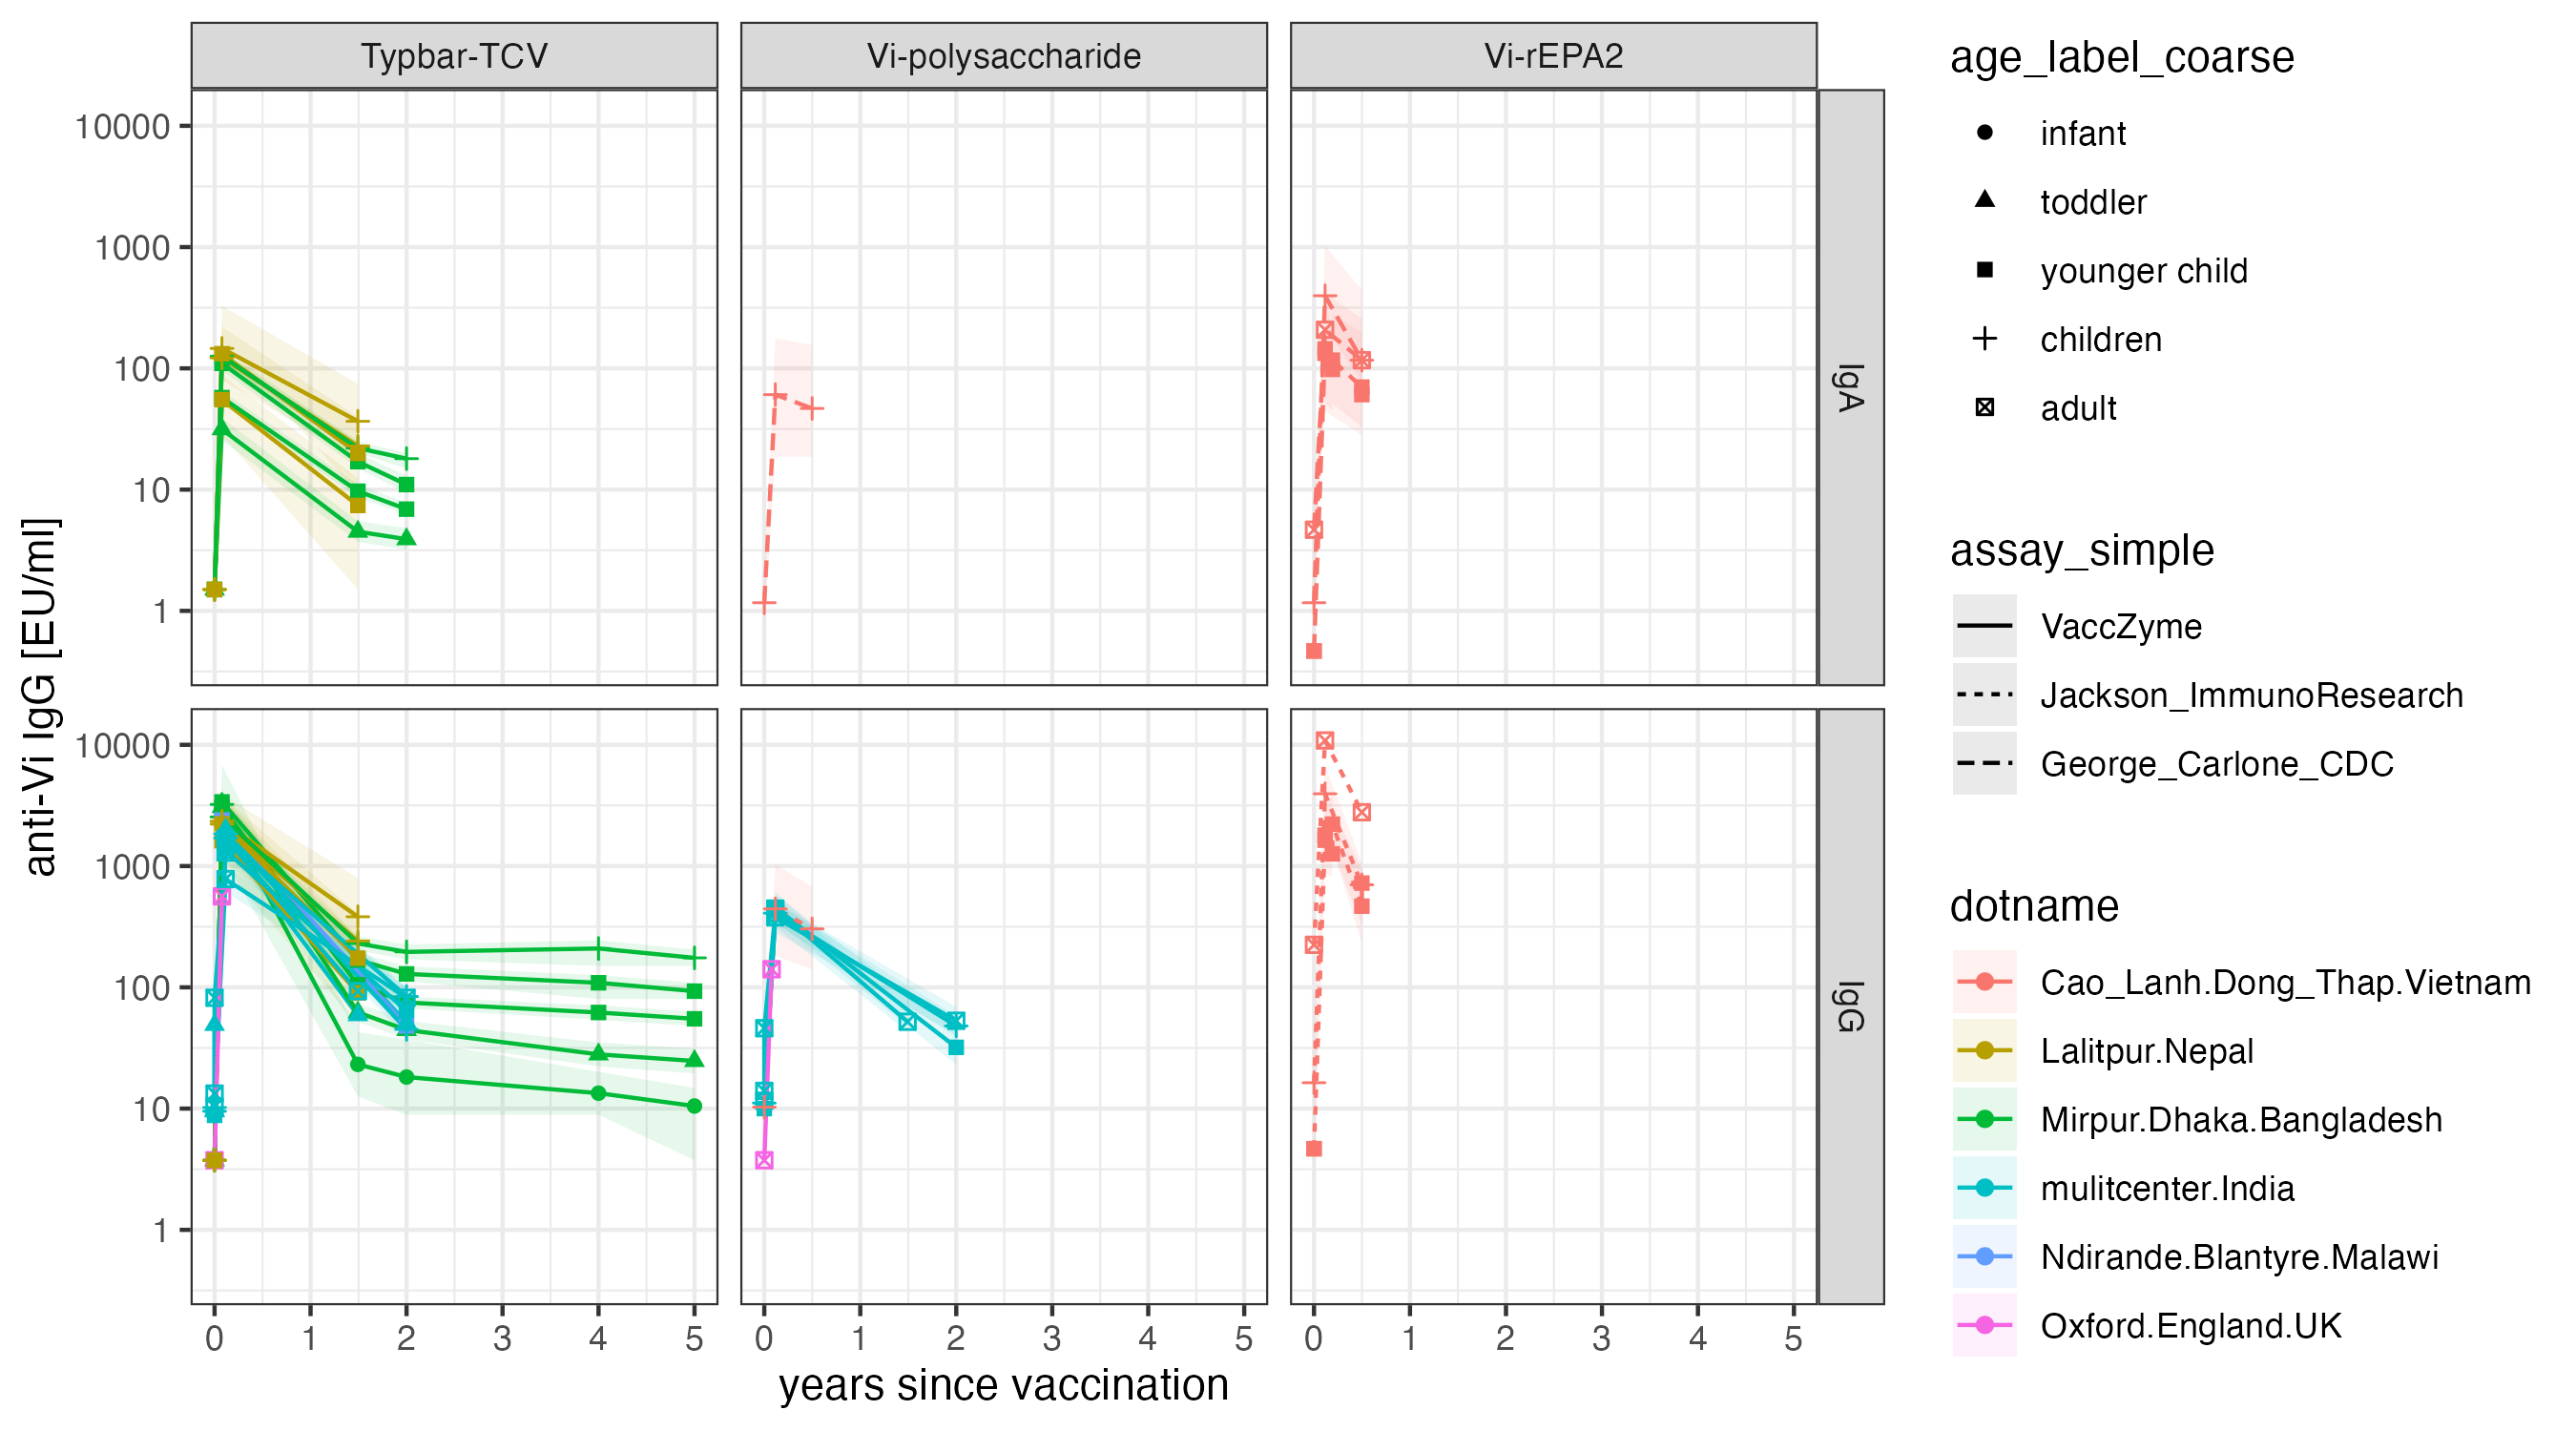 Typbar-TCV
Vi-polysaccharide
Vi-rEPA2
anti-Vi IgG [EU/ml]
10000
1000
100
10
1
IgA
10000
1000
100
10
1
IgG
0 1 2 3 4 5
0 1 2 3 4 5
0 1 2 3 4 5
years since vaccination
age_label_coarse
infant
toddler
younger child
children
adult
assay_simple
VaccZyme
Jackson_ImmunoResearch
George_Carlone_CDC
dotname
Cao_Lanh.Dong_Thap.Vietnam
Lalitpur.Nepal
Mirpur.Dhaka.Bangladesh
mulitcenter.India
Ndirande.Blantyre.Malawi
Oxford.England.UK